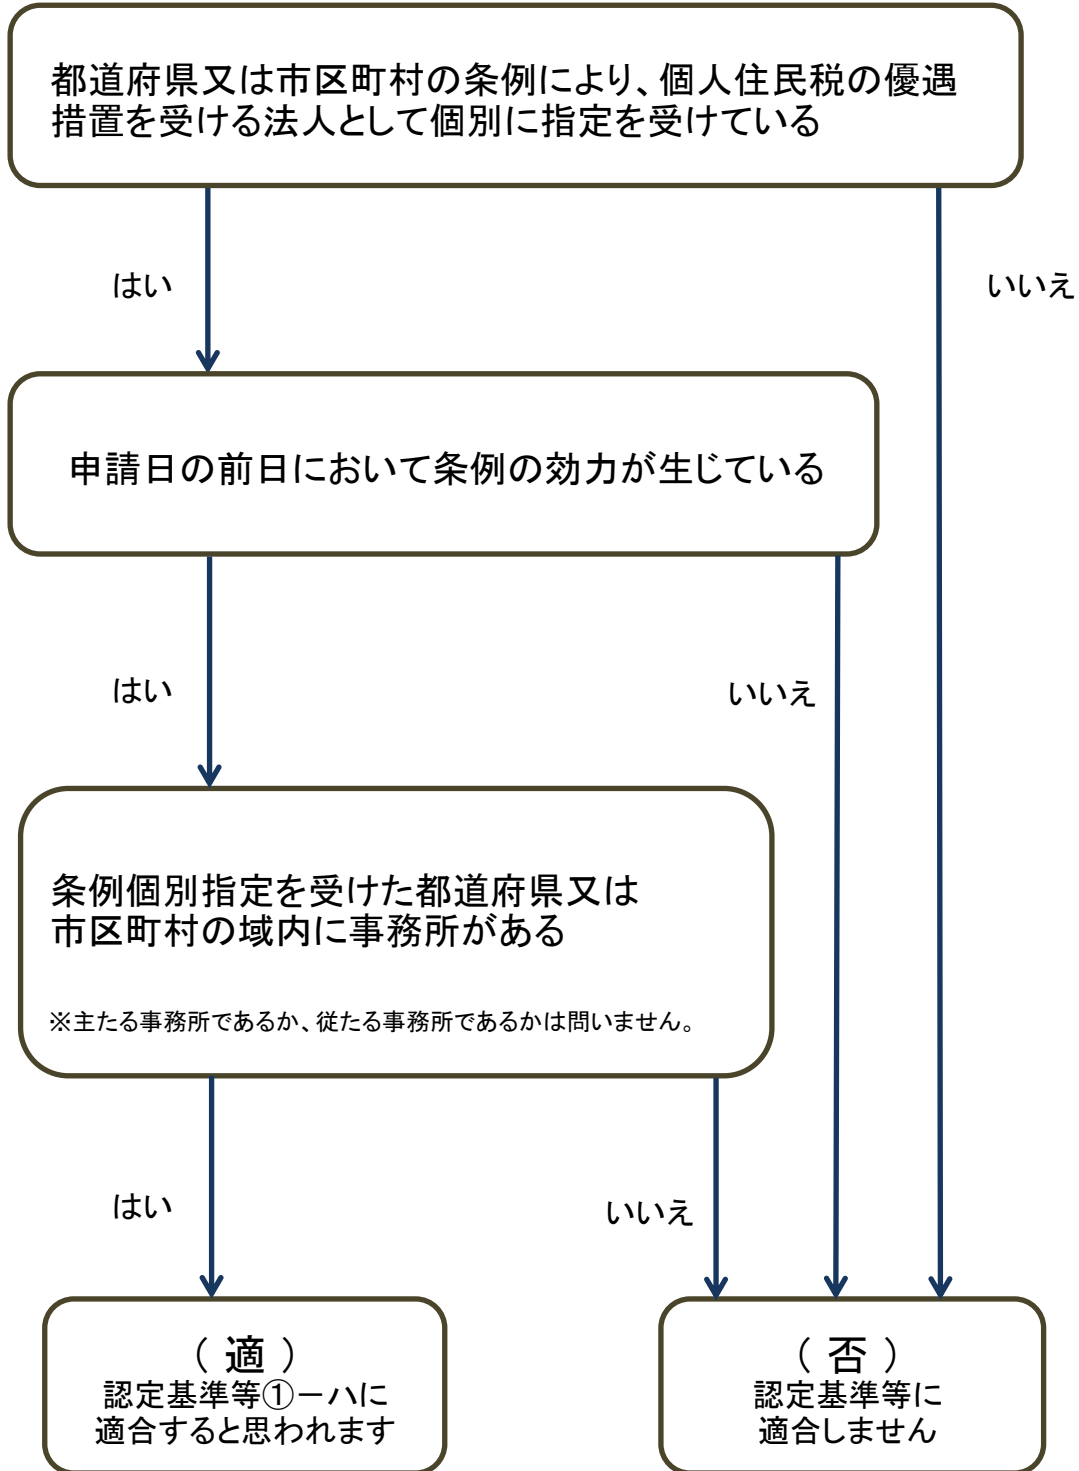 都道府県又は市区町村の条例により、個人住民税の優遇
措置を受ける法人として個別に指定を受けている
はい
いいえ
申請日の前日において条例の効力が生じている
はい
いいえ
条例個別指定を受けた都道府県又は
市区町村の域内に事務所がある
※主たる事務所であるか、従たる事務所であるかは問いません。
はい
いいえ
（ 適 ）
認定基準等①－ハに
適合すると思われます
（ 否 ）
認定基準等に
適合しません